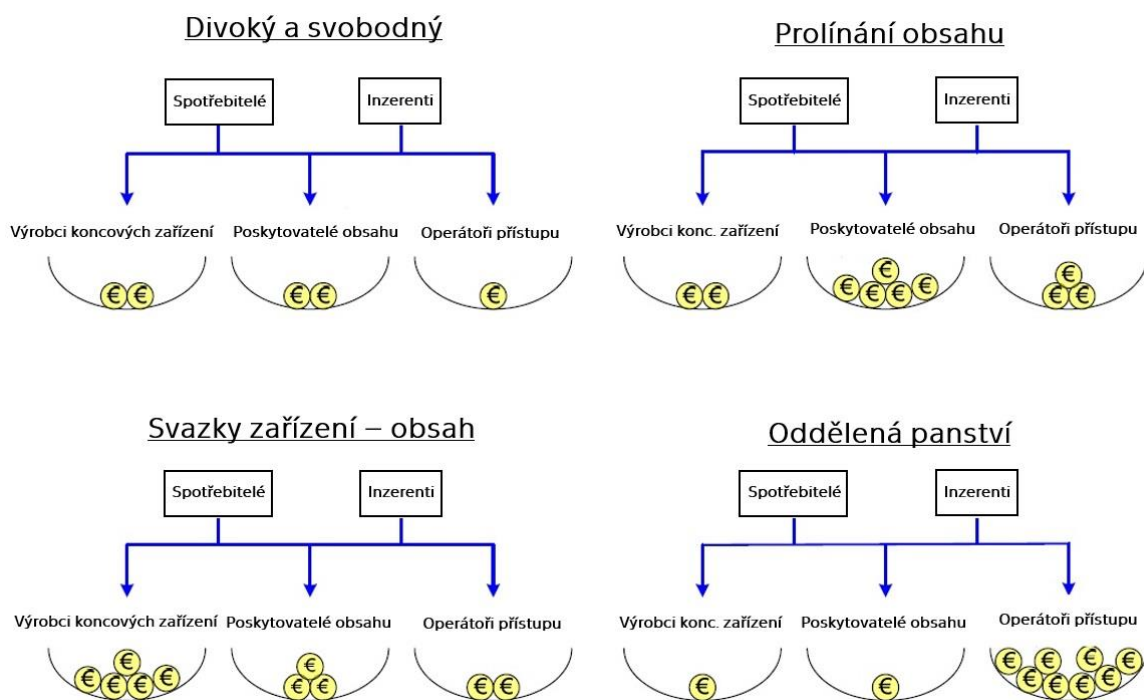 Divoký a svobodný
Spotřebitelé
Inzerenti
Výrobci koncových zařízení
Poskytovatelé obsahu
Operátoři přístupu
€ €
€ €
€
Prolínání obsahu
Spotřebitelé
Inzerenti
Výrobci konc. zařízení
Poskytovatelé obsahu
Operátoři přístupu
€ €
€
€ € € €
€
€ €
Svazky zařízení – obsah
Spotřebitelé
Inzerenti
Výrobci koncových zařízení
Poskytovatelé obsahu
Operátoři přístupu
€
€ € € €
€
€ €
€ €
Oddělená panství
Spotřebitelé
Inzerenti
Výrobci konc. zařízení
Poskytovatelé obsahu
Operátoři přístupu
€
€
€ € € €
€ € € €